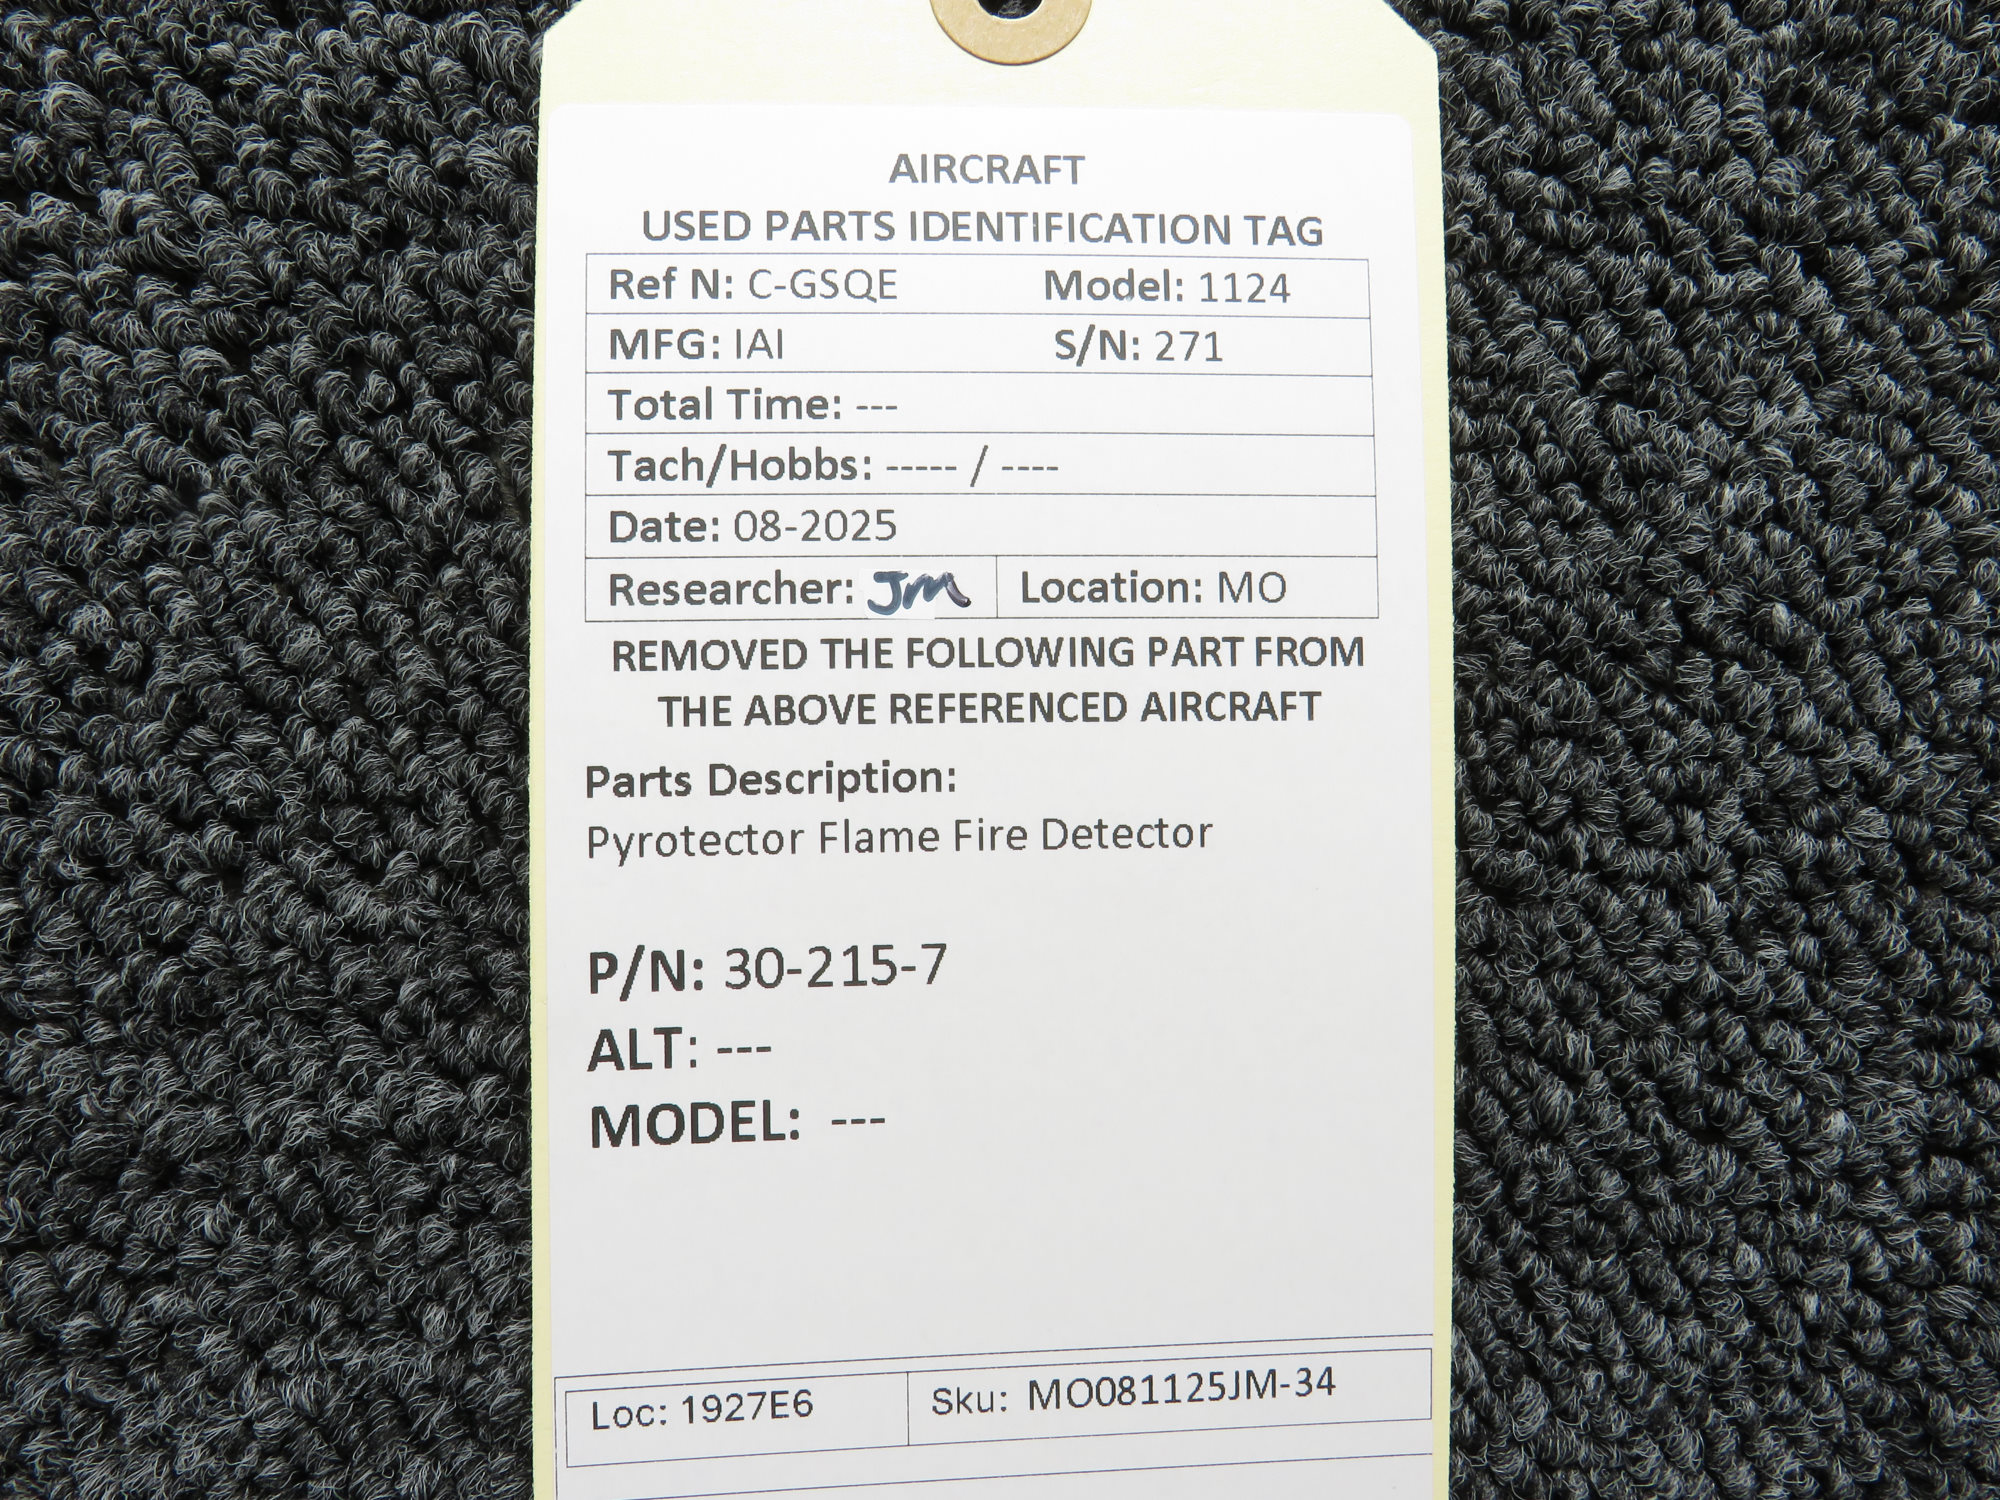 AIRCRAFT
USED PARTS IDENTIFICATION TAG
Ref N: C-GSQE Model: 1124
MFG: IAI S/N: 271
Total Time: ---
Tach/Hobbs: ----- / ----
Date: 08-2025
Researcher: JM Location: MO
REMOVED THE FOLLOWING PART FROM
THE ABOVE REFERENCED AIRCRAFT
Parts Description:
Pyrotector Flame Fire Detector
P/N: 30-215-7
ALT: ---
MODEL: ---
Loc: 1927E6 Sku: MO081125JM-34